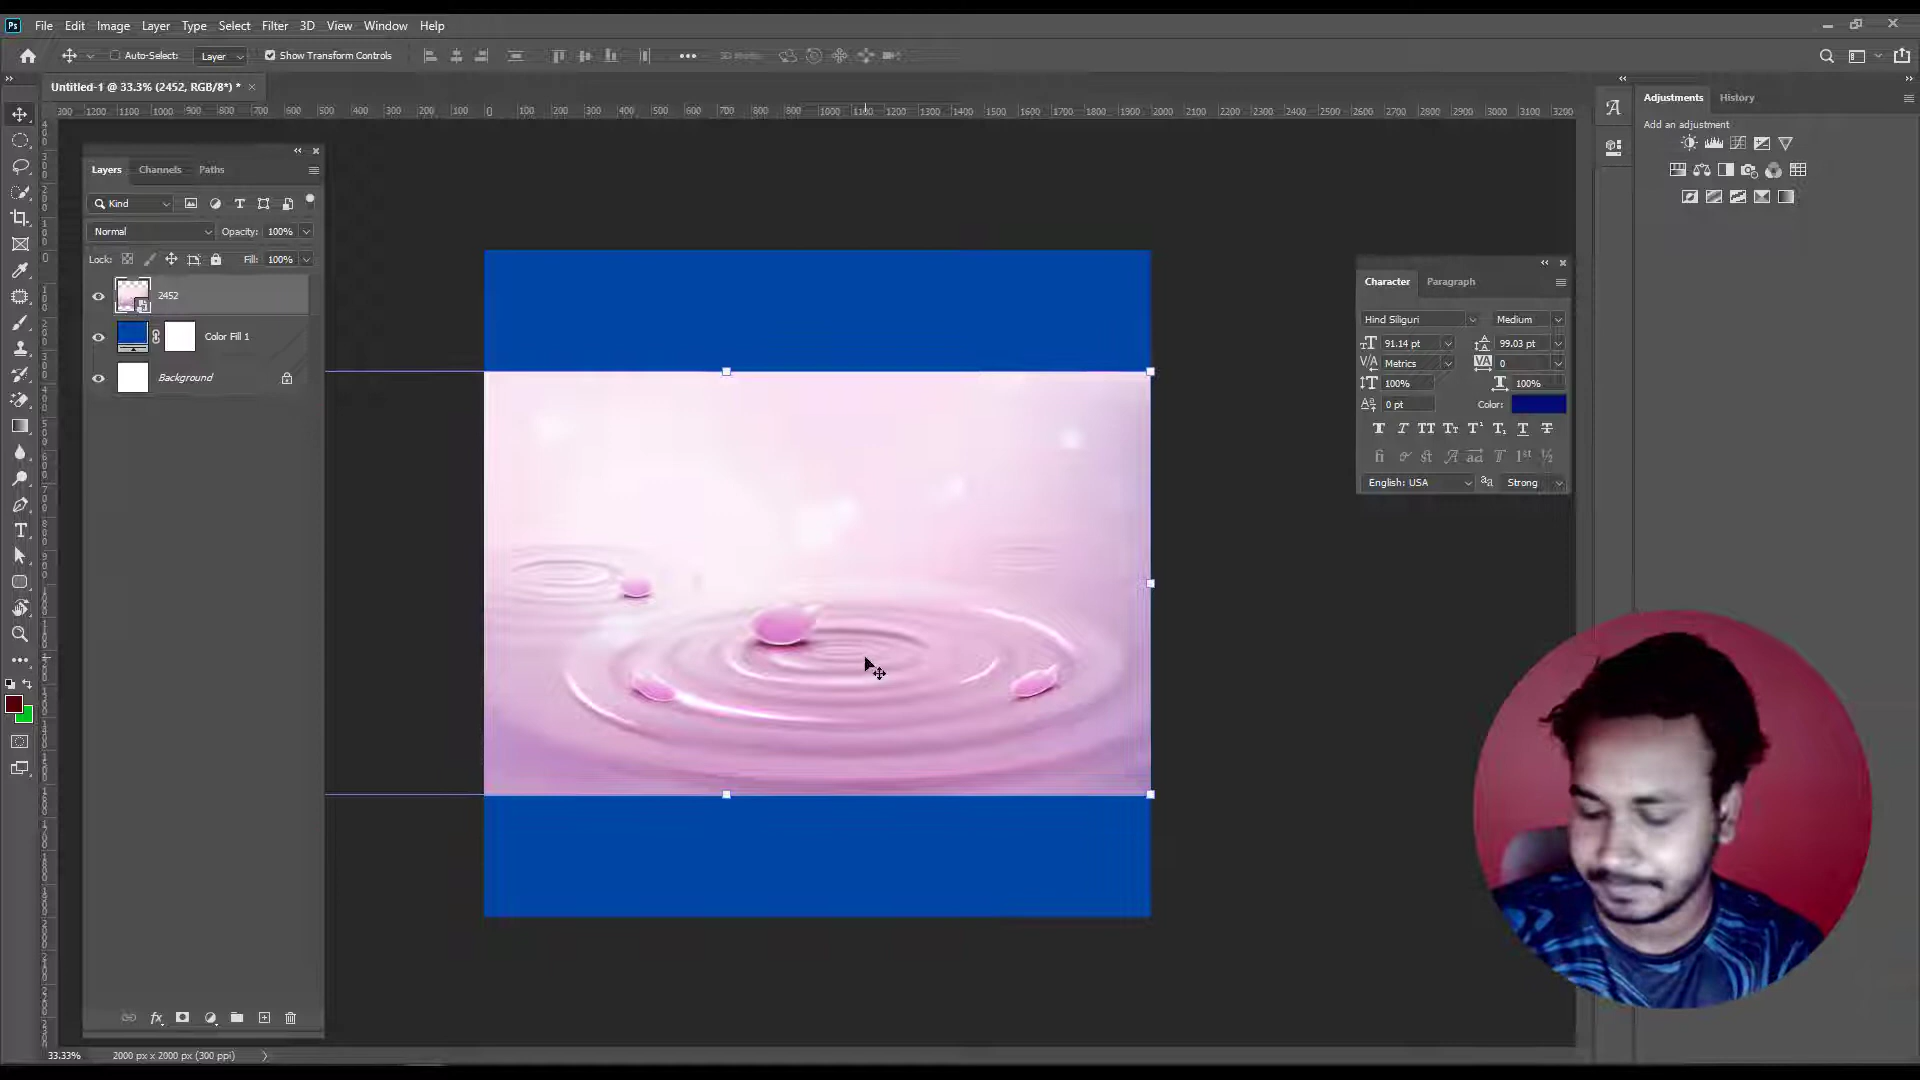 Ps File Edit Image Layer Type Select Filter 3D View Window Help
Auto-Select: Layer Show Transform Controls
Untitled-1 @ 33.3% (2452, RGB/8*) *
Layers Channels Paths
Kind
Normal Opacity: 100%
Lock: Fill: 100%
2452
Color Fill 1
Background
Adjustments History
Add an adjustment
Character Paragraph
Hind Siliguri Medium
91.14 pt 99.03 pt
Metrics 0
100% 100%
0 pt Color:
English: USA Strong
33.33% 2000 px x 2000 px (300 ppi)